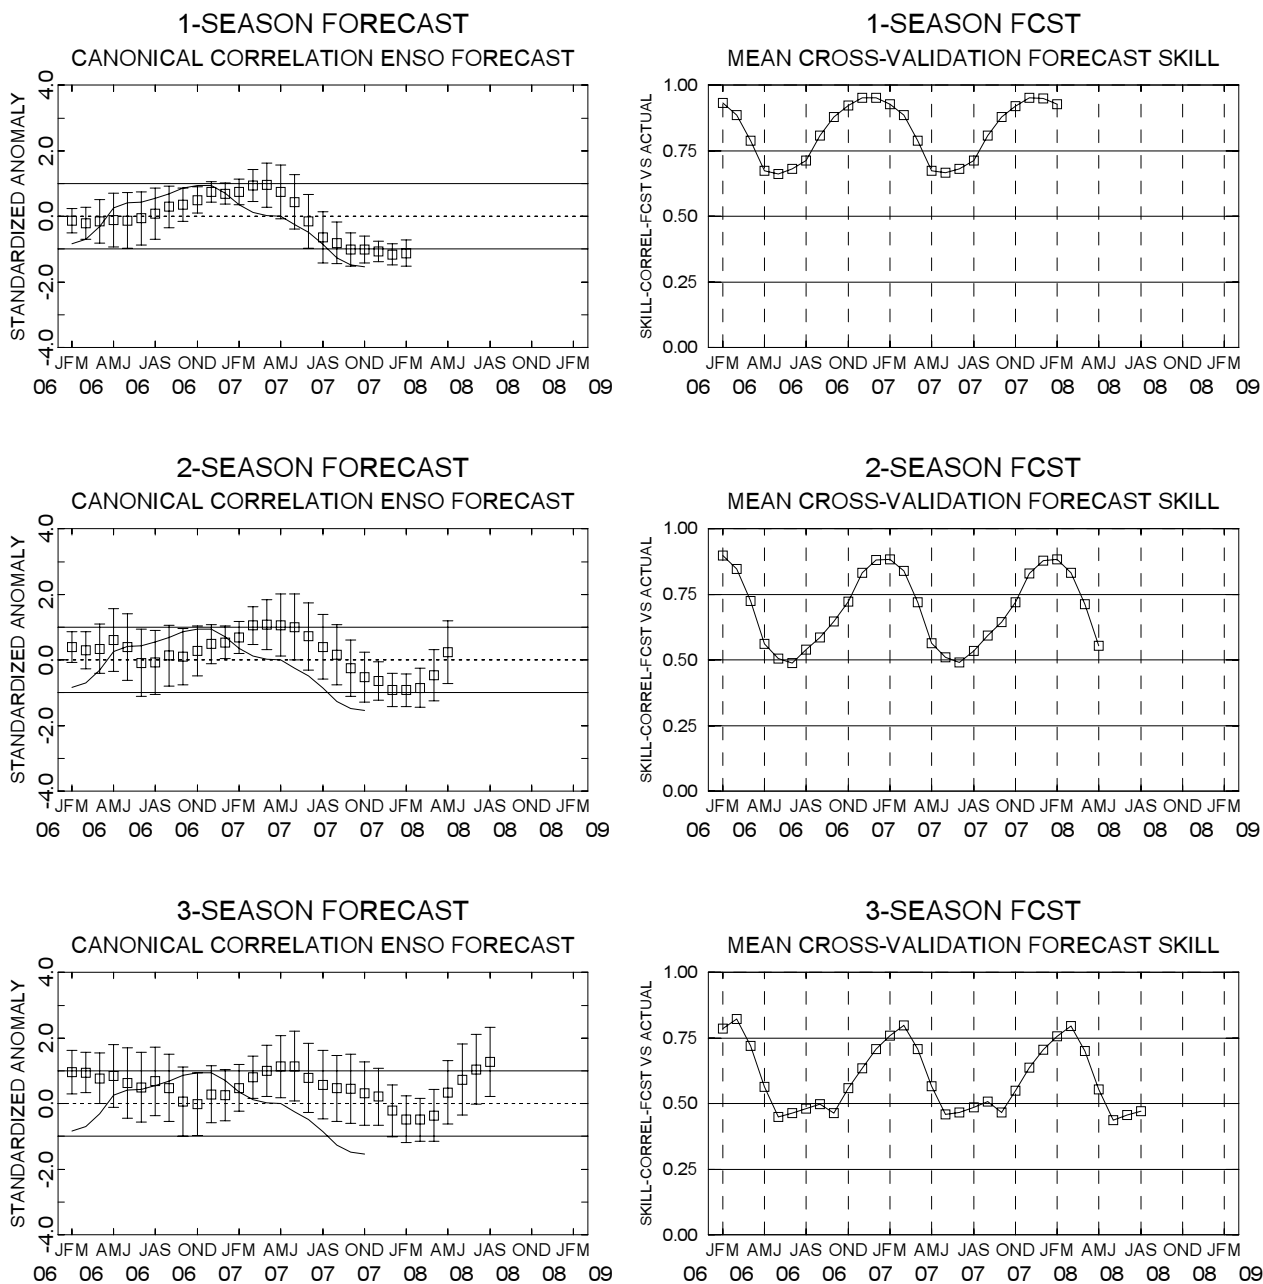 1-SEASON FORECAST
CANONICAL CORRELATION ENSO FORECAST
STANDARDIZED ANOMALY
4.0
2.0
0.0
-2.0
-4.0
JFM AMJ JAS OND JFM AMJ JAS OND JFM AMJ JAS OND JFM
06 06 06 06 07 07 07 07 08 08 08 08 09
1-SEASON FCST
MEAN CROSS-VALIDATION FORECAST SKILL
SKILL-CORREL-FCST VS ACTUAL
1.00
0.75
0.50
0.25
0.00
JFM AMJ JAS OND JFM AMJ JAS OND JFM AMJ JAS OND JFM
06 06 06 07 07 07 07 08 08 08 08 09
2-SEASON FORECAST
CANONICAL CORRELATION ENSO FORECAST
STANDARDIZED ANOMALY
4.0
2.0
0.0
-2.0
-4.0
JFM AMJ JAS OND JFM AMJ JAS OND JFM AMJ JAS OND JFM
06 06 06 06 07 07 07 07 08 08 08 08 09
2-SEASON FCST
MEAN CROSS-VALIDATION FORECAST SKILL
SKILL-CORREL-FCST VS ACTUAL
1.00
0.75
0.50
0.25
0.00
JFM AMJ JAS OND JFM AMJ JAS OND JFM AMJ JAS OND JFM
06 06 06 07 07 07 07 08 08 08 08 09
3-SEASON FORECAST
CANONICAL CORRELATION ENSO FORECAST
STANDARDIZED ANOMALY
4.0
2.0
0.0
-2.0
-4.0
JFM AMJ JAS OND JFM AMJ JAS OND JFM AMJ JAS OND JFM
06 06 06 06 07 07 07 07 08 08 08 08 09
3-SEASON FCST
MEAN CROSS-VALIDATION FORECAST SKILL
SKILL-CORREL-FCST VS ACTUAL
1.00
0.75
0.50
0.25
0.00
JFM AMJ JAS OND JFM AMJ JAS OND JFM AMJ JAS OND JFM
06 06 06 07 07 07 07 08 08 08 08 09